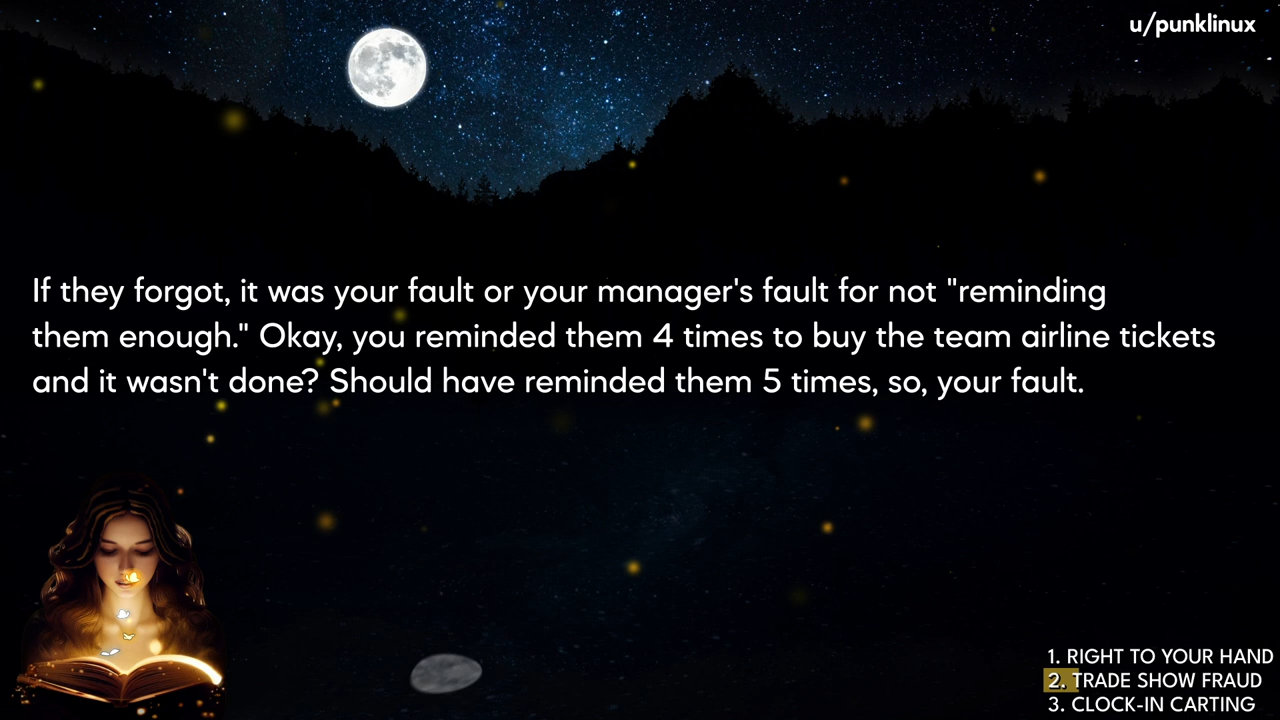 u/punklinux
If they forgot, it was your fault or your manager's fault for not "reminding
them enough." Okay, you reminded them 4 times to buy the team airline tickets
and it wasn't done? Should have reminded them 5 times, so, your fault.
1. RIGHT TO YOUR HAND
2. TRADE SHOW FRAUD
3. CLOCK-IN CARTING